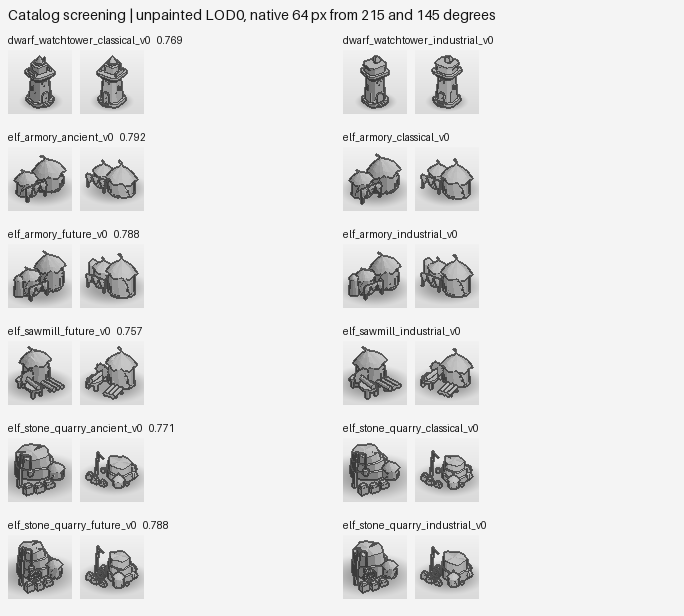 Catalog screening | unpainted LOD0, native 64 px from 215 and 145 degrees
dwarf_watchtower_classical_v0 0.769
dwarf_watchtower_industrial_v0
elf_armory_ancient_v0 0.792
elf_armory_classical_v0
elf_armory_future_v0 0.788
elf_armory_industrial_v0
elf_sawmill_future_v0 0.757
elf_sawmill_industrial_v0
elf_stone_quarry_ancient_v0 0.771
elf_stone_quarry_classical_v0
elf_stone_quarry_future_v0 0.788
elf_stone_quarry_industrial_v0